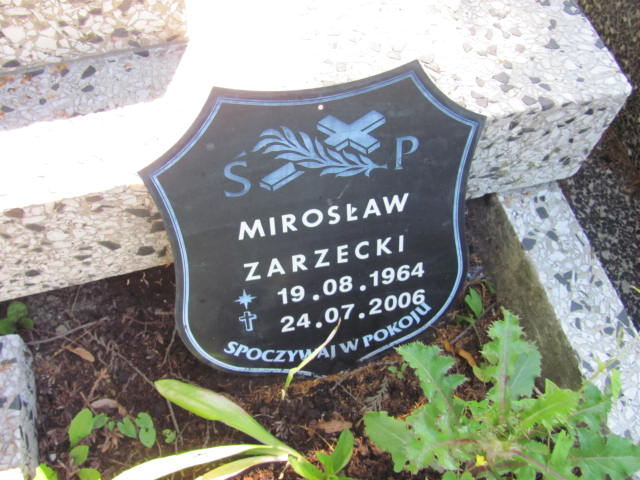 Ś P
MIROSŁAW
ZARZECKI
19.08.1964
24.07.2006
SPOCZYWAJ W POKOJU